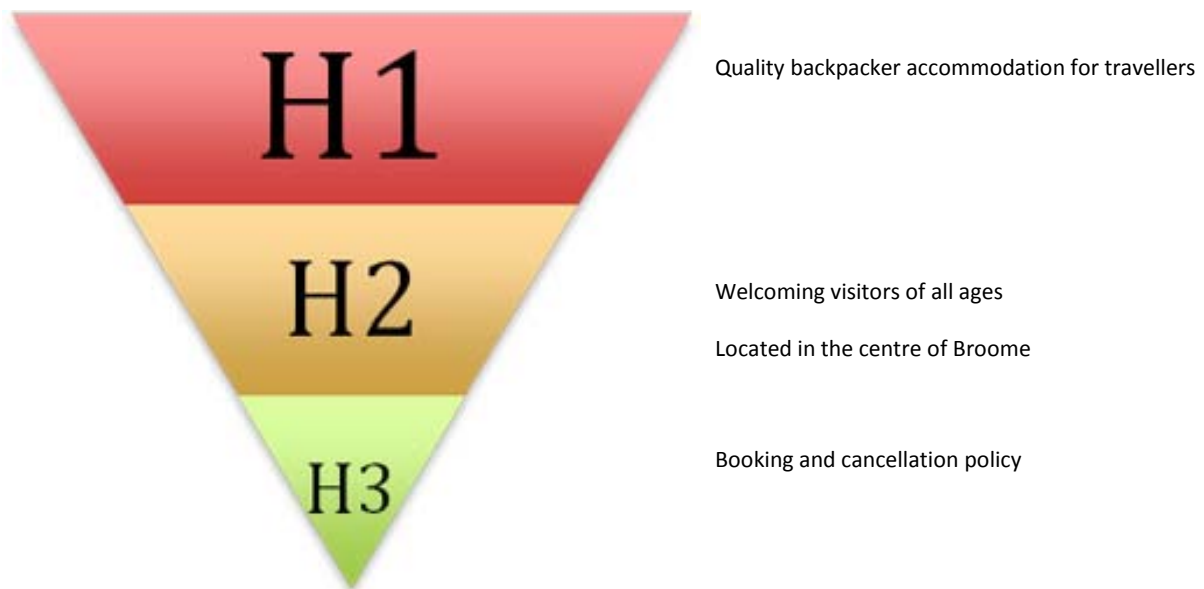 H1
Quality backpacker accommodation for travellers
H2
Welcoming visitors of all ages
Located in the centre of Broome
H3
Booking and cancellation policy